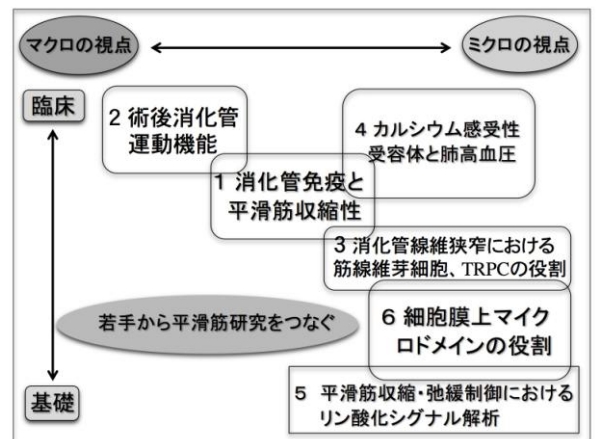 マクロの視点
ミクロの視点
臨床
2 術後消化管
運動機能
4 カルシウム感受性
受容体と肺高血圧
1 消化管免疫と
平滑筋収縮性
3 消化管線維狭窄における
筋線維芽細胞、TRPCの役割
若手から平滑筋研究をつなぐ
6 細胞膜上マイク
ロドメインの役割
基礎
5 平滑筋収縮・弛緩制御における
リン酸化シグナル解析